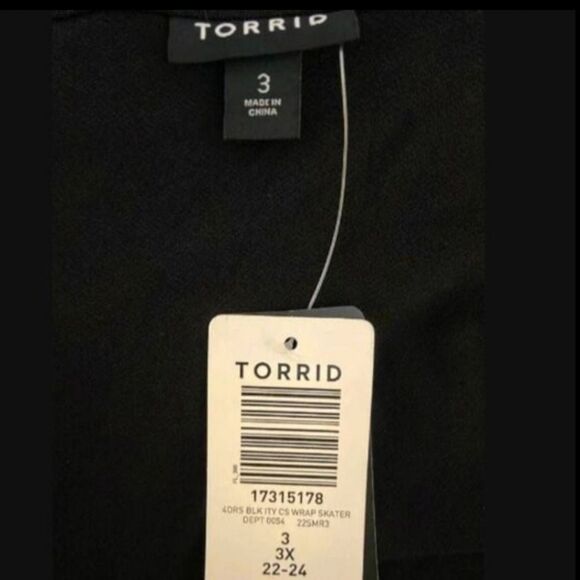 TORRID
3
MADE IN
CHINA
TORRID
17315178
4DRS BLK ITY CS WRAP SKATER
DEPT 0054 22SMR3
3
3X
22-24